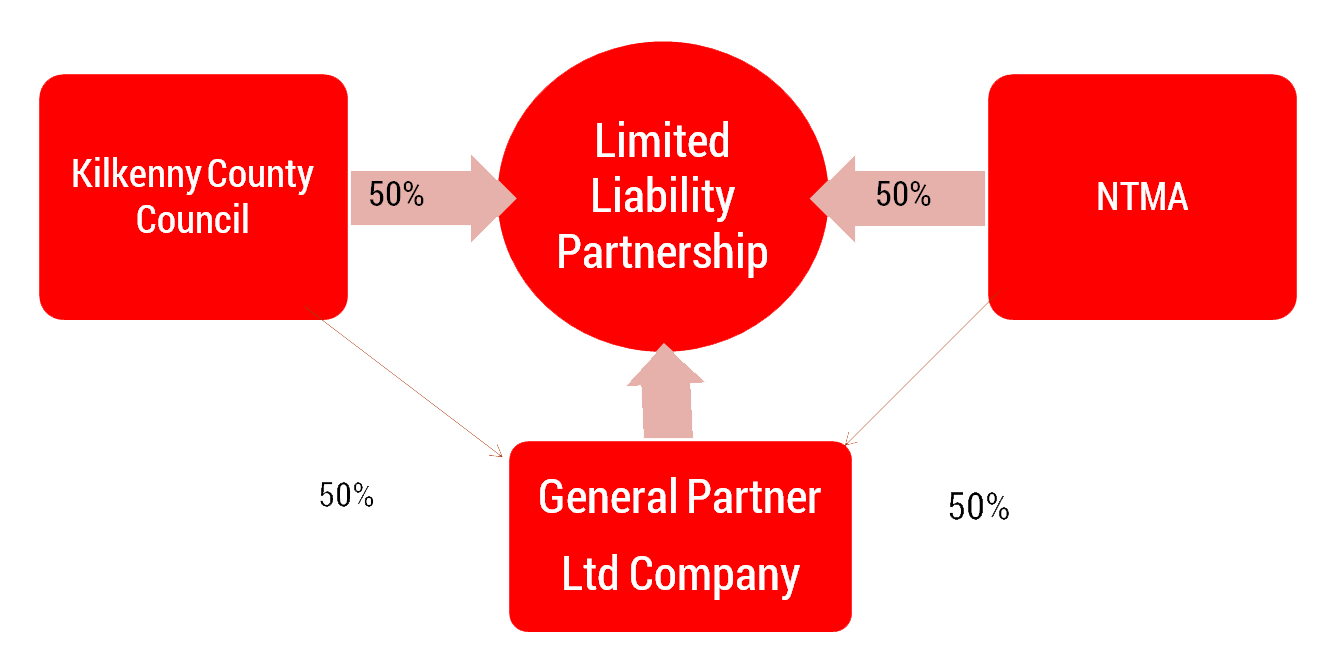 Kilkenny County
Council
50%
Limited
Liability
Partnership
50%
NTMA
50%
General Partner
Ltd Company
50%